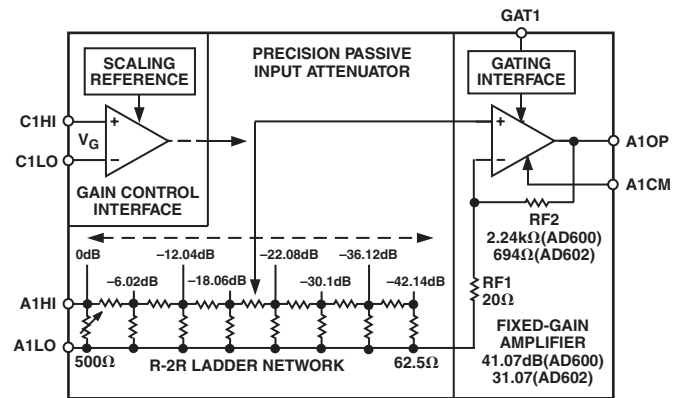 GAT1
SCALING
REFERENCE
PRECISION PASSIVE
INPUT ATTENUATOR
GATING
INTERFACE
C1HI
+
VG
C1LO
–
+
–
A1OP
A1CM
GAIN CONTROL
INTERFACE
RF2
2.24kΩ(AD600)
694Ω(AD602)
0dB
–12.04dB
–22.08dB
–36.12dB
–6.02dB
–18.06dB
–30.1dB
–42.14dB
RF1
20Ω
A1HI
A1LO
500Ω
R-2R LADDER NETWORK
62.5Ω
FIXED-GAIN
AMPLIFIER
41.07dB(AD600)
31.07(AD602)